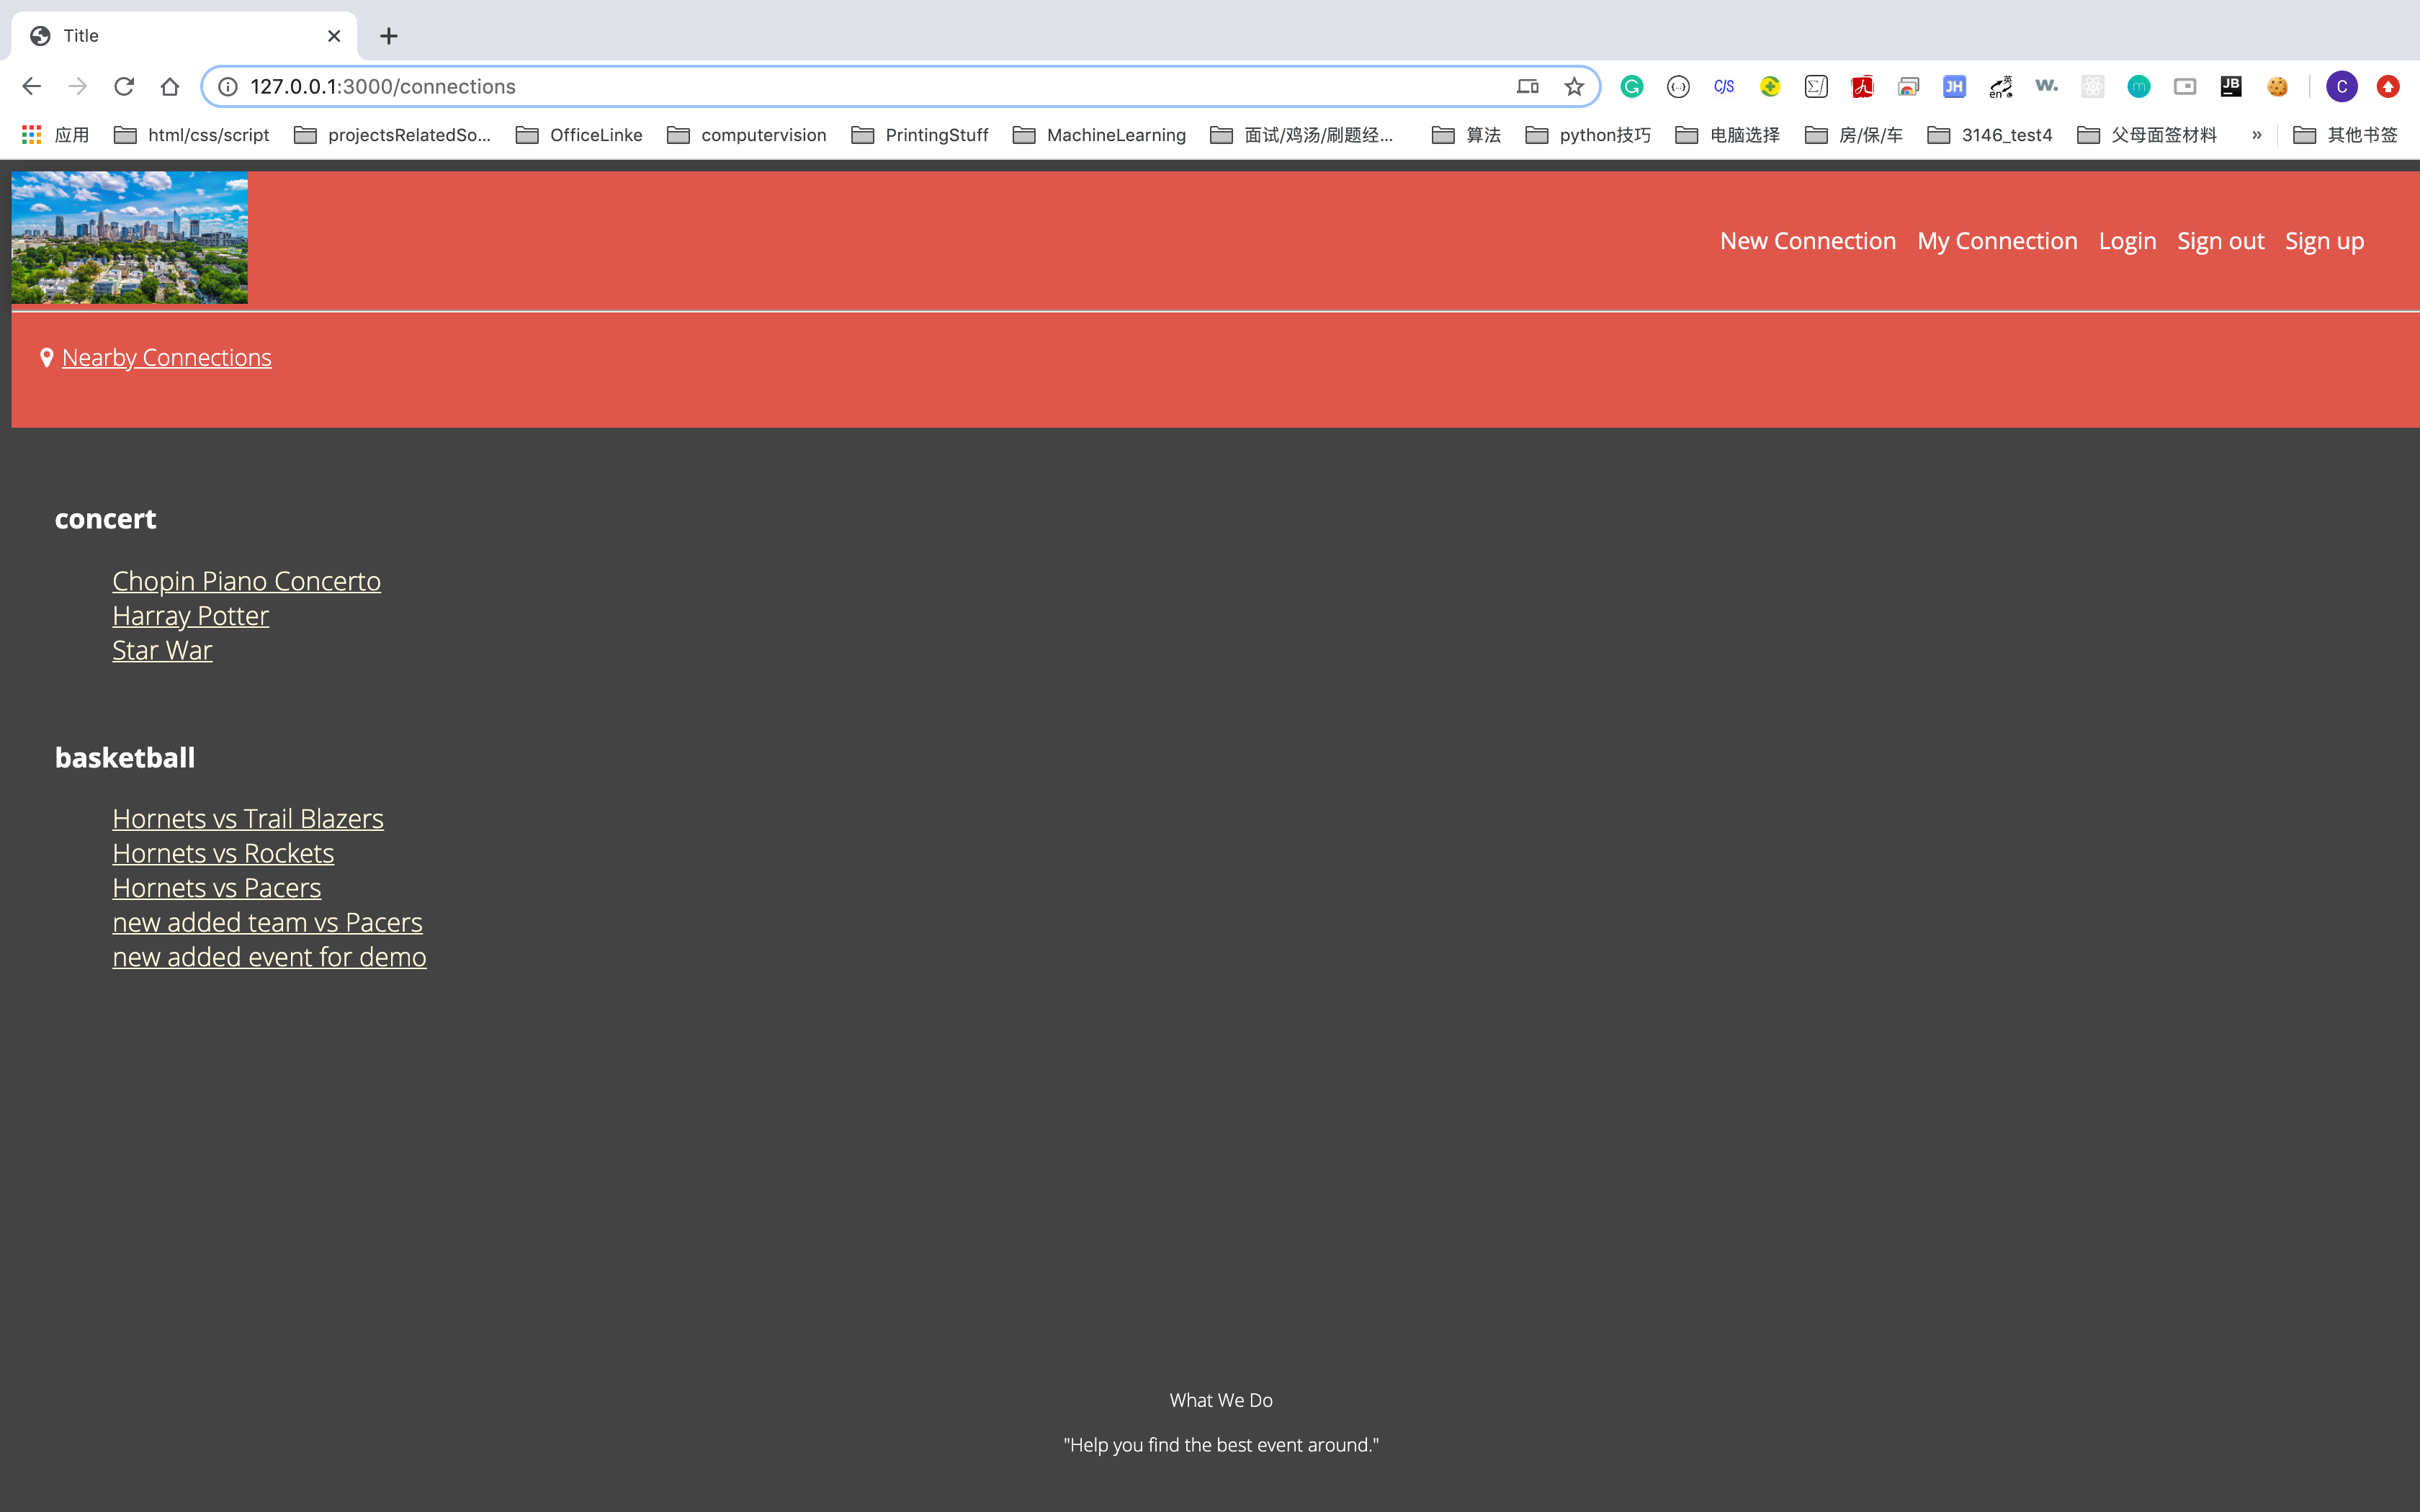 Title
127.0.0.1:3000/connections
应用 html/css/script projectsRelatedSo... OfficeLinke computervision PrintingStuff MachineLearning 面试/鸡汤/刷题经... 算法 python技巧 电脑选择 房/保/车 3146_test4 父母面签材料 » 其他书签
New Connection My Connection Login Sign out Sign up
Nearby Connections
concert
Chopin Piano Concerto
Harray Potter
Star War
basketball
Hornets vs Trail Blazers
Hornets vs Rockets
Hornets vs Pacers
new added team vs Pacers
new added event for demo
What We Do
"Help you find the best event around."